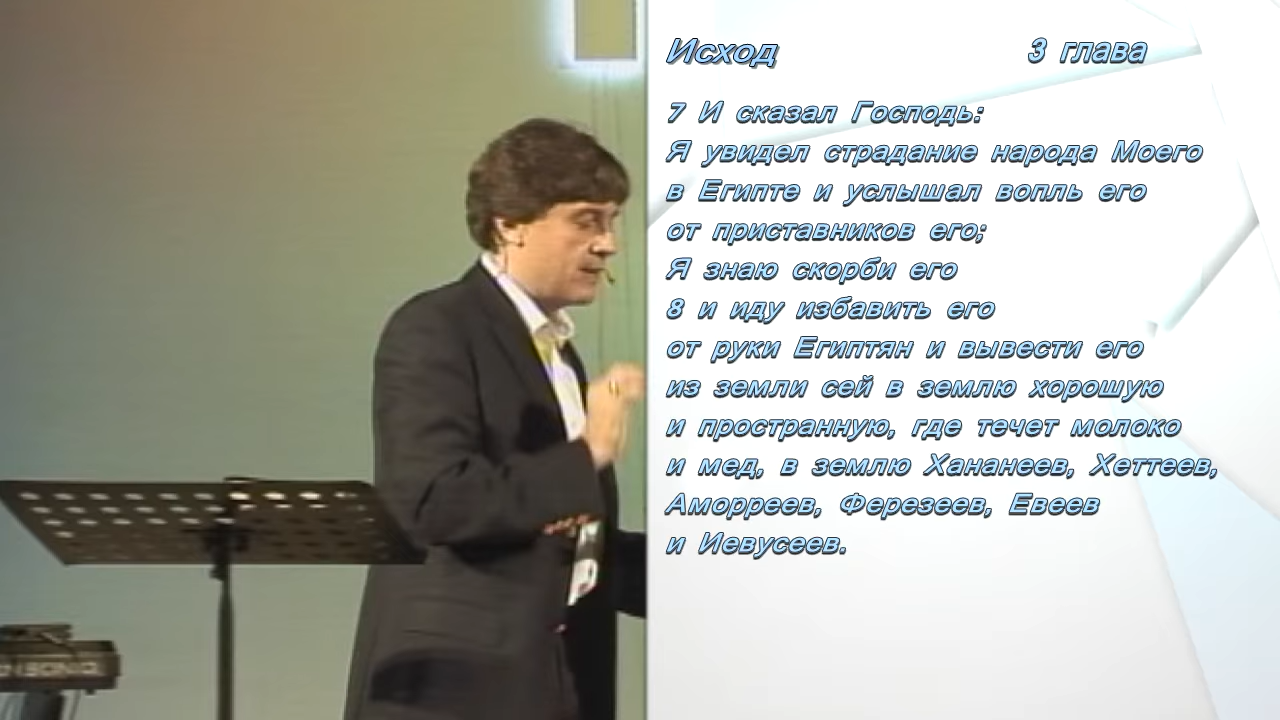 Исход 3 глава
7 И сказал Господь:
Я увидел страдание народа Моего
в Египте и услышал вопль его
от приставников его;
Я знаю скорби его
8 и иду избавить его
от руки Египтян и вывести его
из земли сей в землю хорошую
и пространную, где течет молоко
и мед, в землю Хананеев, Хеттеев,
Аморреев, Ферезеев, Евеев
и Иевусеев.